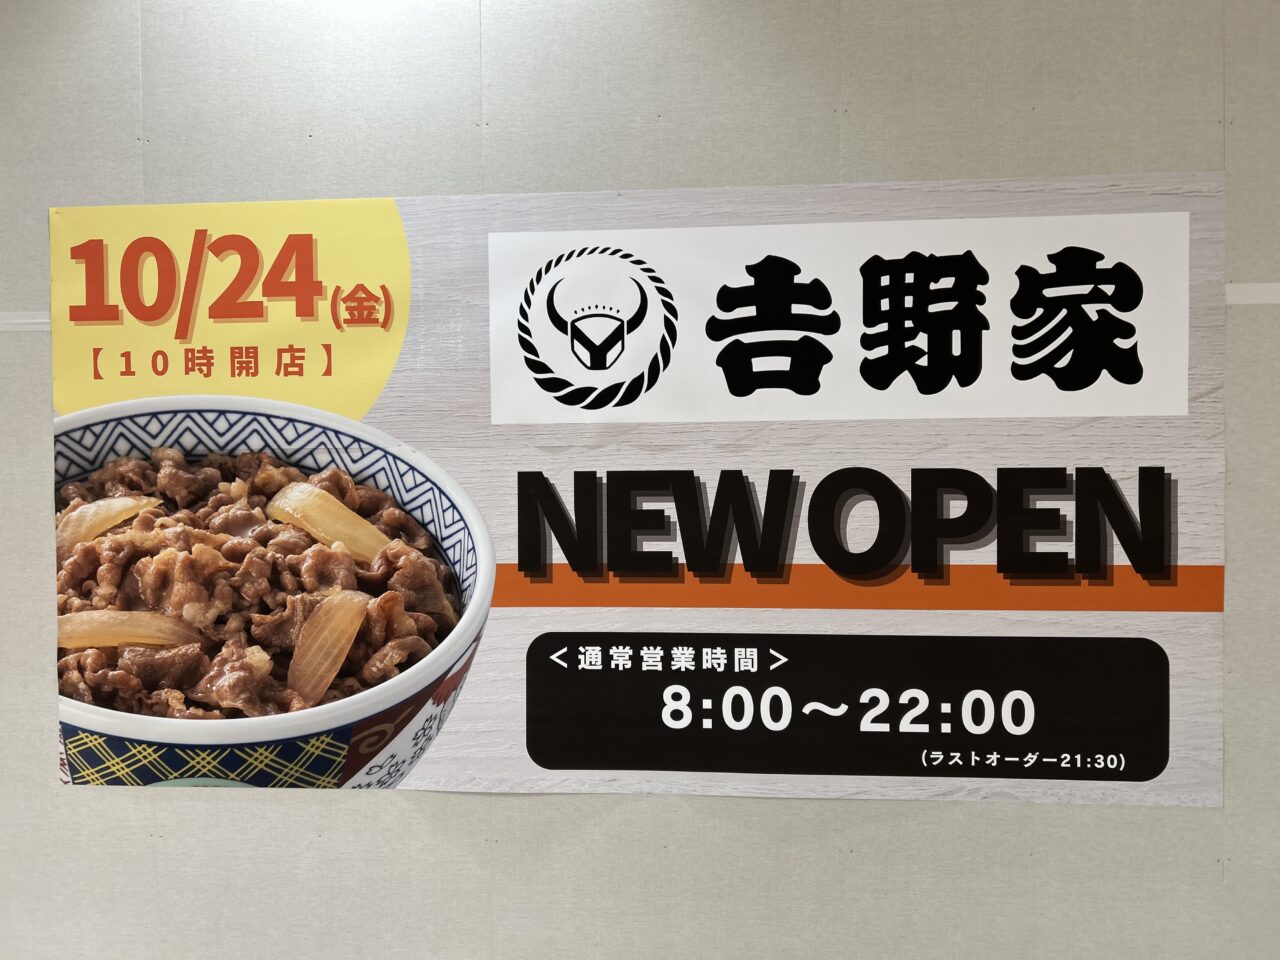 10/24(金)
【10時開店】
𠮷野家
NEW OPEN
＜通常営業時間＞
8:00～22:00
(ラストオーダー21:30)